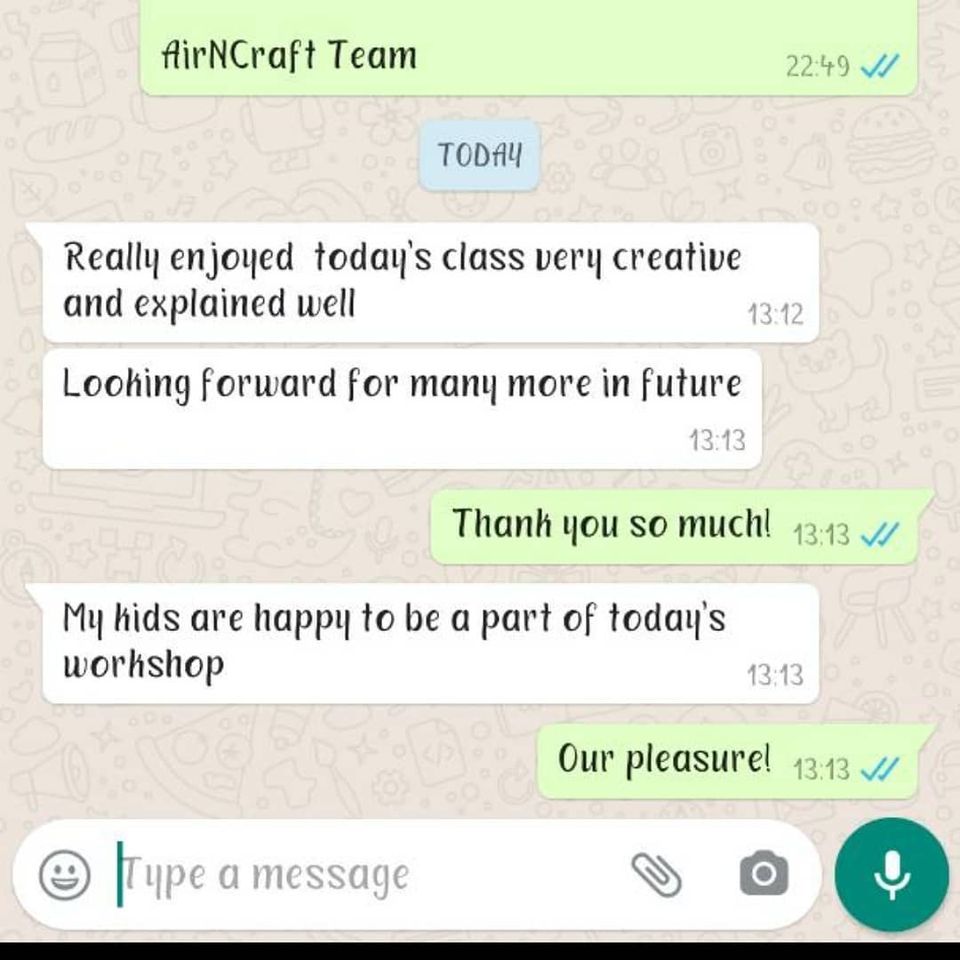 AirNCraft Team
22:49
TODAY
Really enjoyed  today's class very creative
and explained well
13:12
Looking forward for many more in future
13:13
Thank you so much!
13:13
My kids are happy to be a part of today's
workshop
13:13
Our pleasure!
13:13
Type a message